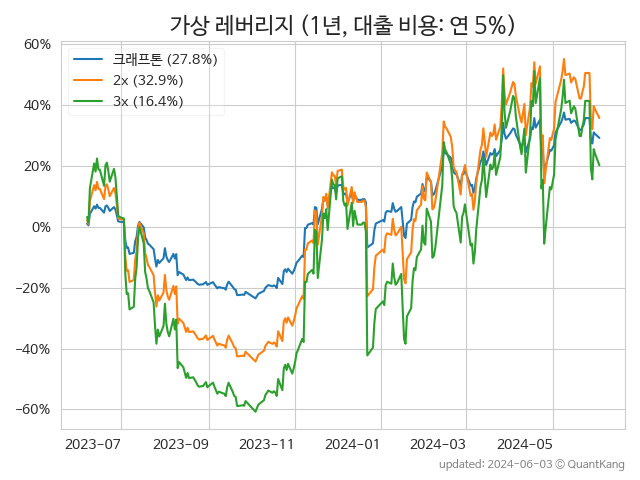 가상 레버리지 (1년, 대출 비용: 연 5%)
크래프톤 (27.8%)
2x (32.9%)
3x (16.4%)
60%
40%
20%
0%
−20%
−40%
−60%
2023-07 2023-09 2023-11 2024-01 2024-03 2024-05
updated: 2024-06-03 © QuantKang